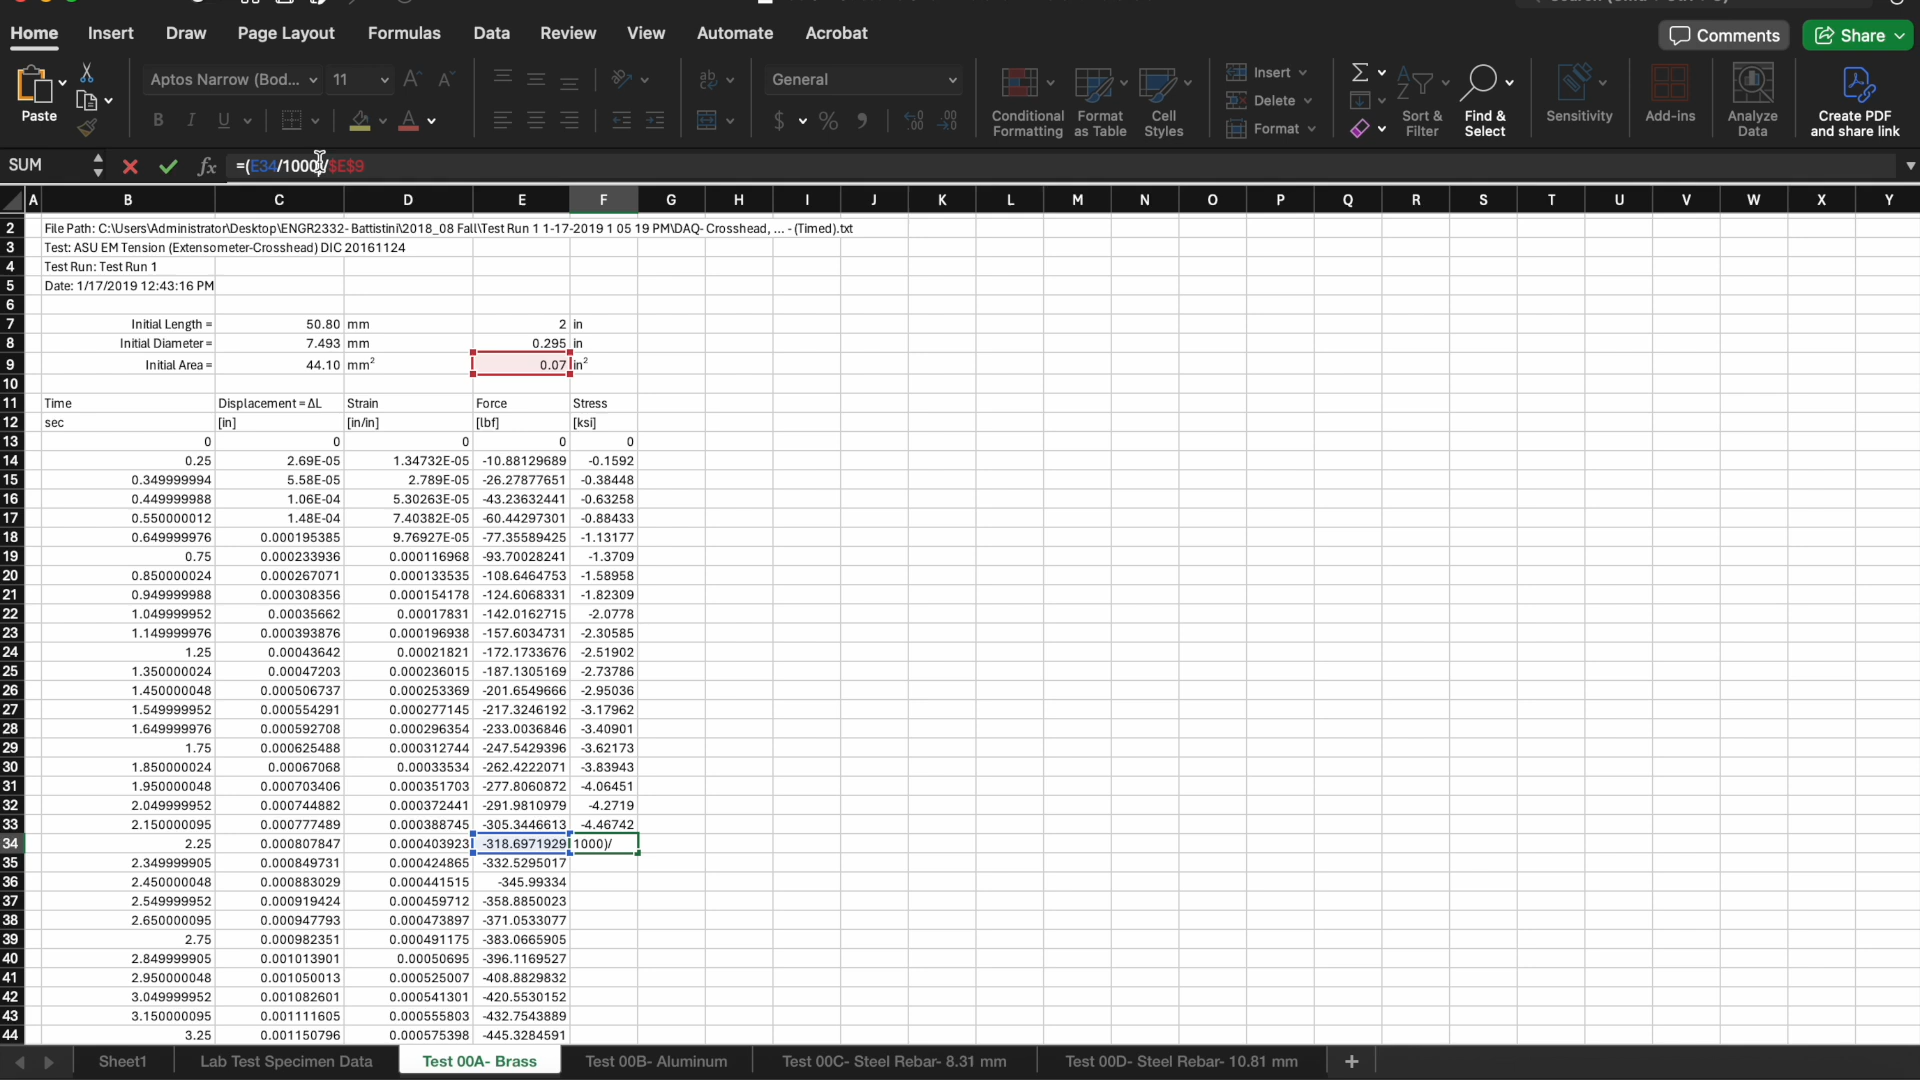 Home Insert Draw Page Layout Formulas Data Review View Automate Acrobat Comments Share
Paste Aptos Narrow (Bod... 11 General Conditional Formatting Format as Table Cell Styles Insert Delete Format Sort & Filter Find & Select Sensitivity Add-ins Analyze Data Create PDF and share link
B I U $ %
SUM fx =(E34/1000)/$E$9
A B C D E F G H I J K L M N O P Q R S T U V W X Y
2 File Path: C:\Users\Administrator\Desktop\ENGR2332- Battistini\2018_08 Fall\Test Run 1 1-17-2019 1 05 19 PM\DAQ- Crosshead, ... - (Timed).txt
3 Test: ASU EM Tension (Extensometer-Crosshead) DIC 20161124
4 Test Run: Test Run 1
5 Date: 1/17/2019 12:43:16 PM
6
7 Initial Length = 50.80 mm 2 in
8 Initial Diameter = 7.493 mm 0.295 in
9 Initial Area = 44.10 mm² 0.07 in²
10
11 Time Displacement = ΔL Strain Force Stress
12 sec [in] [in/in] [lbf] [ksi]
13 0 0 0 0 0
14 0.25 2.69E-05 1.34732E-05 -10.88129689 -0.1592
15 0.349999994 5.58E-05 2.789E-05 -26.27877651 -0.38448
16 0.449999988 1.06E-04 5.30263E-05 -43.23632441 -0.63258
17 0.550000012 1.48E-04 7.40382E-05 -60.44297301 -0.88433
18 0.649999976 0.000195385 9.76927E-05 -77.35589425 -1.13177
19 0.75 0.000233936 0.000116968 -93.70028241 -1.3709
20 0.850000024 0.000267071 0.000133535 -108.6464753 -1.58958
21 0.949999988 0.000308356 0.000154178 -124.6068331 -1.82309
22 1.049999952 0.00035662 0.00017831 -142.0162715 -2.0778
23 1.149999976 0.000393876 0.000196938 -157.6034731 -2.30585
24 1.25 0.00043642 0.00021821 -172.1733676 -2.51902
25 1.350000024 0.00047203 0.000236015 -187.1305169 -2.73786
26 1.450000048 0.000506737 0.000253369 -201.6549666 -2.95036
27 1.549999952 0.000554291 0.000277145 -217.3246192 -3.17962
28 1.649999976 0.000592708 0.000296354 -233.0036846 -3.40901
29 1.75 0.000625488 0.000312744 -247.5429396 -3.62173
30 1.850000024 0.00067068 0.00033534 -262.4222071 -3.83943
31 1.950000048 0.000703406 0.000351703 -277.8060872 -4.06451
32 2.049999952 0.000744882 0.000372441 -291.9810979 -4.2719
33 2.150000095 0.000777489 0.000388745 -305.3446613 -4.46742
34 2.25 0.000807847 0.000403923 -318.6971929 1000)/
35 2.349999905 0.000849731 0.000424865 -332.5295017
36 2.450000048 0.000883029 0.000441515 -345.99334
37 2.549999952 0.000919424 0.000459712 -358.8850023
38 2.650000095 0.000947793 0.000473897 -371.0533077
39 2.75 0.000982351 0.000491175 -383.0665905
40 2.849999905 0.001013901 0.00050695 -396.1169527
41 2.950000048 0.001050013 0.000525007 -408.8829832
42 3.049999952 0.001082601 0.000541301 -420.5530152
43 3.150000095 0.001111605 0.000555803 -432.7543889
44 3.25 0.001150796 0.000575398 -445.3284591
Sheet1 Lab Test Specimen Data Test 00A- Brass Test 00B- Aluminum Test 00C- Steel Rebar- 8.31 mm Test 00D- Steel Rebar- 10.81 mm +